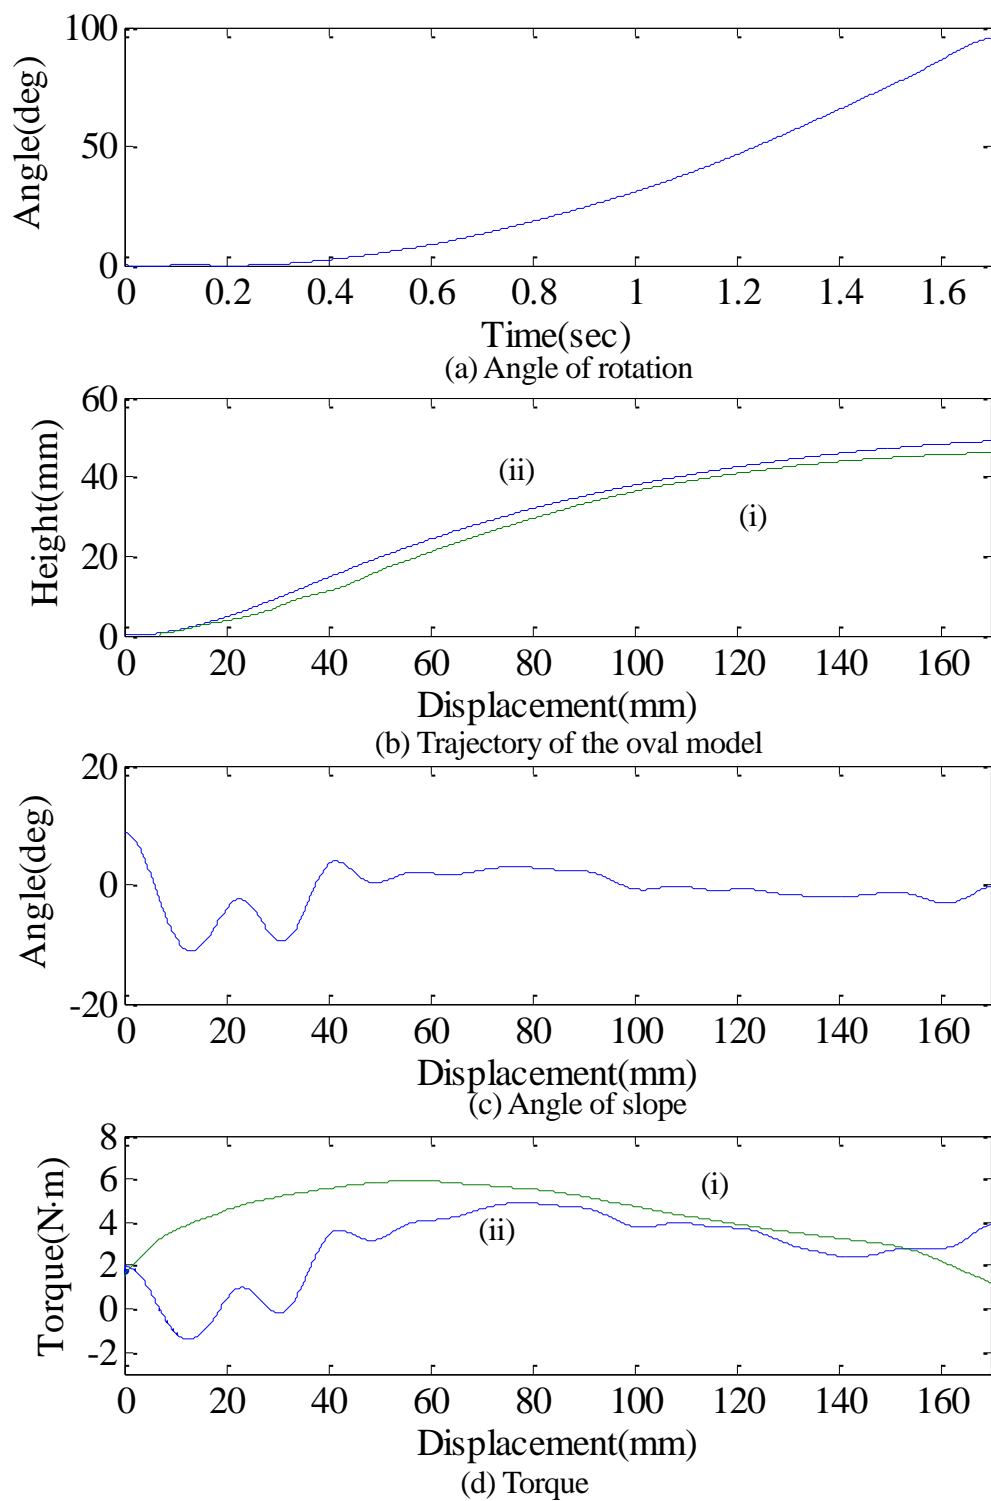 100
50
0
Angle(deg)
0 0.2 0.4 0.6 0.8 1 1.2 1.4 1.6
Time(sec)
(a) Angle of rotation
60
40
20
0
Height(mm)
(ii)
(i)
0 20 40 60 80 100 120 140 160
Displacement(mm)
(b) Trajectory of the oval model
20
0
-20
Angle(deg)
0 20 40 60 80 100 120 140 160
Displacement(mm)
(c) Angle of slope
8
6
4
2
0
-2
Torque(N·m)
(i)
(ii)
0 20 40 60 80 100 120 140 160
Displacement(mm)
(d) Torque